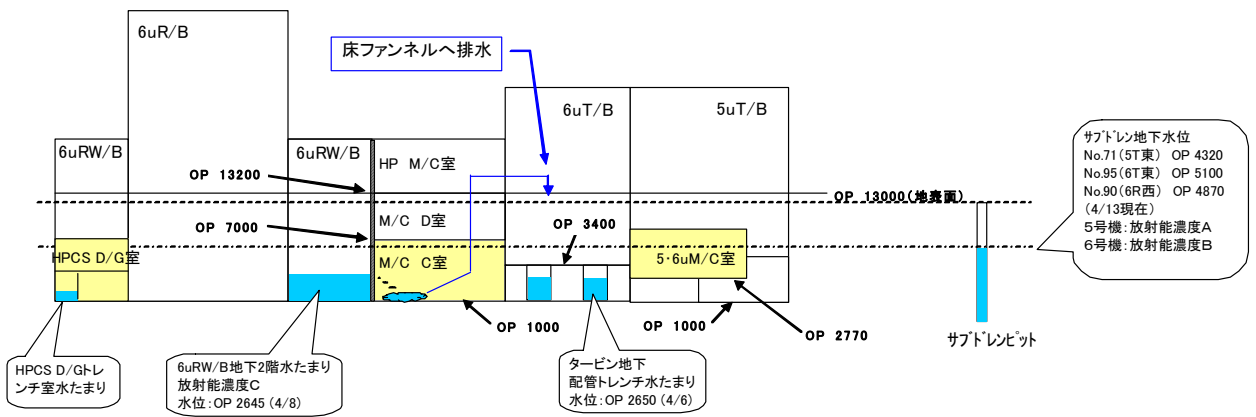 6uR/B
床ファンネルへ排水
6uT/B
5uT/B
6uRW/B
6uRW/B
HP M/C室
OP 13200
M/C D室
OP 7000
OP 3400
OP 13000(地表面)
HPCS D/G室
M/C C室
5・6uM/C室
OP 1000
OP 1000
OP 2770
サブドレンピット
サブドレン地下水位
No.71(5T東) OP 4320
No.95(6T東) OP 5100
No.90(6R西) OP 4870
(4/13現在)
5号機:放射能濃度A
6号機:放射能濃度B
HPCS D/Gトレ
ンチ室水たまり
6uRW/B地下2階水たまり
放射能濃度C
水位:OP 2645 (4/8)
タービン地下
配管トレンチ水たまり
水位:OP 2650 (4/6)